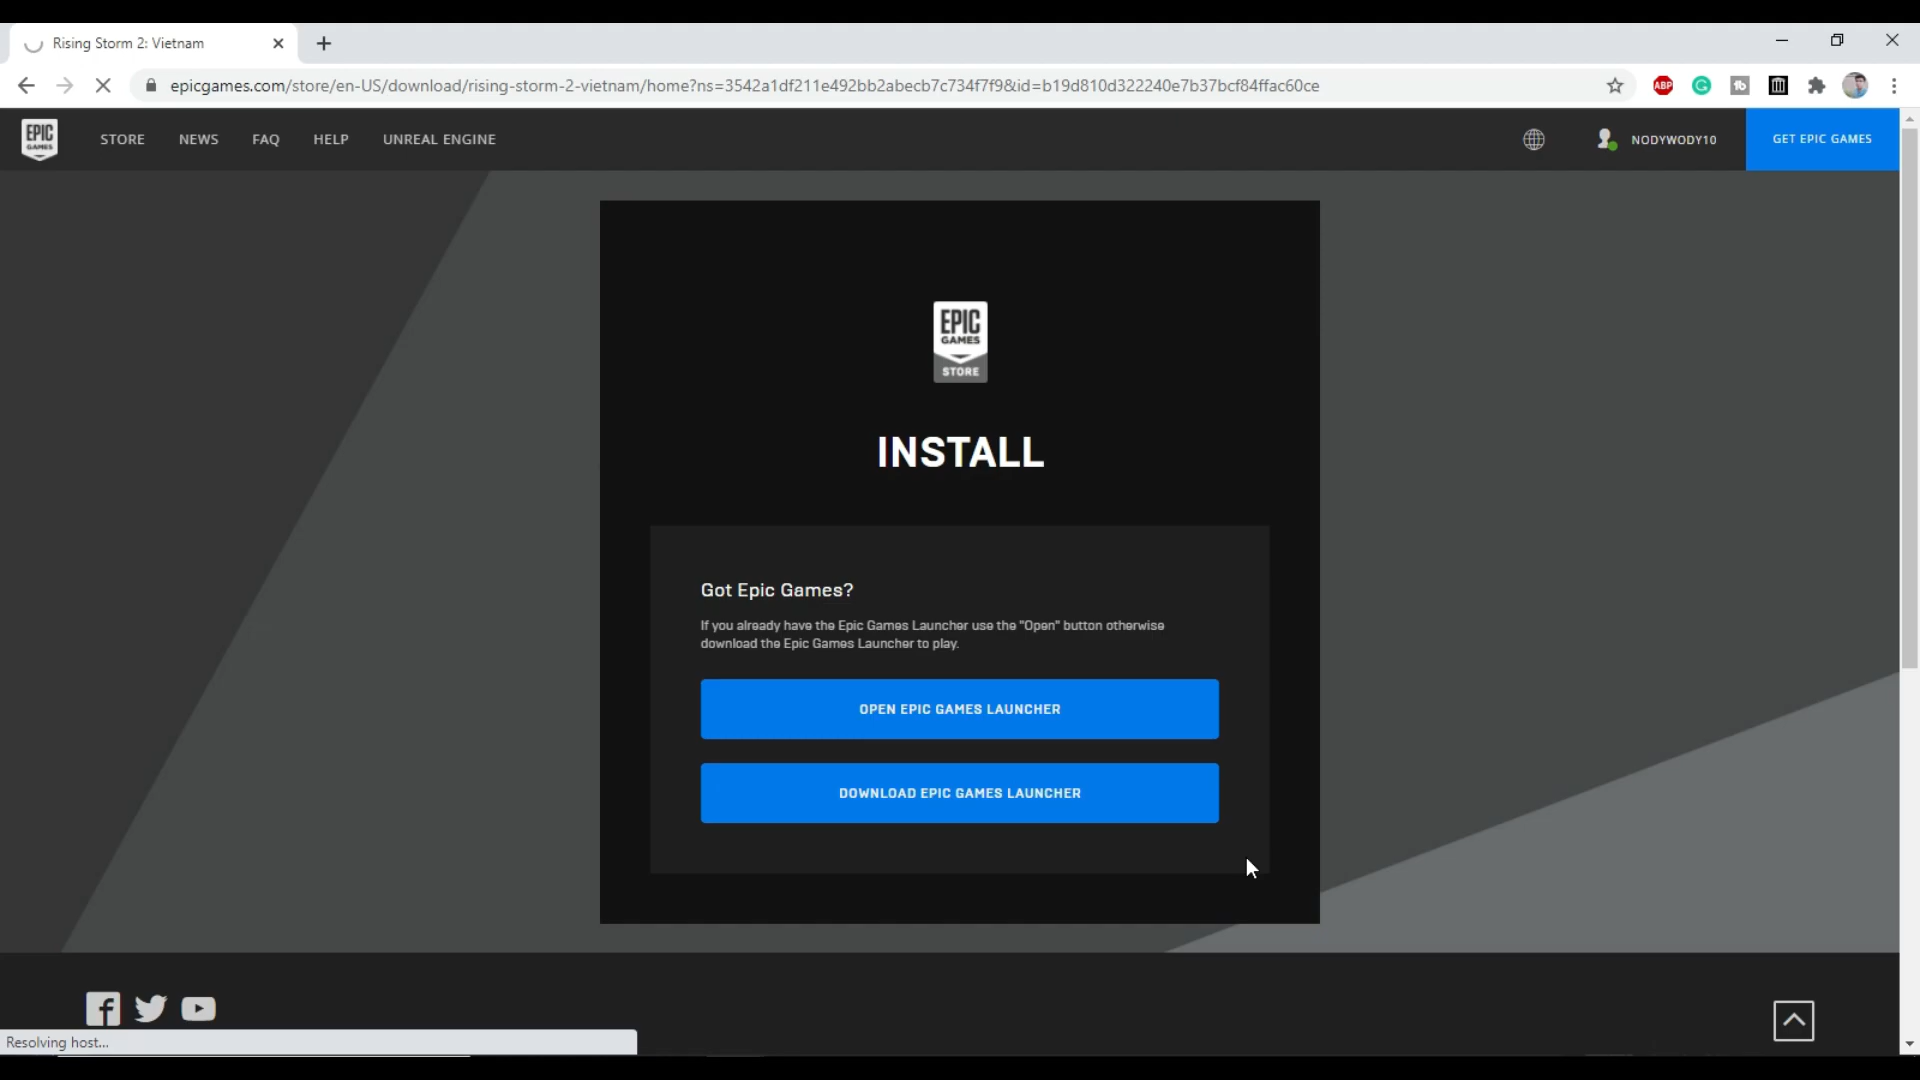 Rising Storm 2: Vietnam
epicgames.com/store/en-US/download/rising-storm-2-vietnam/home?ns=3542a1df211e492bb2abecb7c734f7f9&id=b19d810d322240e7b37bcf84ffac60ce
ABP
EPIC
GAMES
STORE NEWS FAQ HELP UNREAL ENGINE NODYWODY10 GET EPIC GAMES
EPIC
GAMES
STORE
INSTALL
Got Epic Games?
If you already have the Epic Games Launcher use the "Open" button otherwise
download the Epic Games Launcher to play.
OPEN EPIC GAMES LAUNCHER
DOWNLOAD EPIC GAMES LAUNCHER
Resolving host...